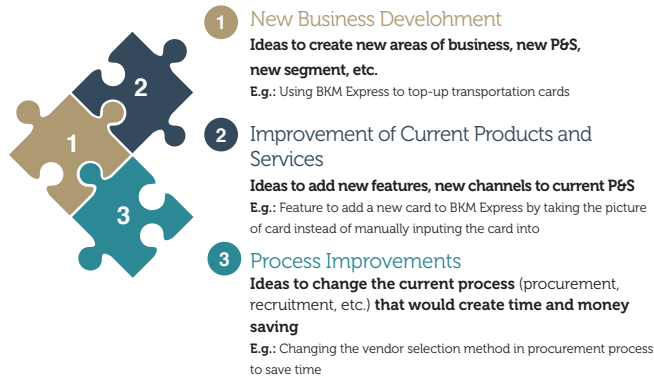 1 New Business Develohment
Ideas to create new areas of business, new P&S,
new segment, etc.
E.g.: Using BKM Express to top-up transportation cards
2 Improvement of Current Products and
Services
Ideas to add new features, new channels to current P&S
E.g.: Feature to add a new card to BKM Express by taking the picture
of card instead of manually inputing the card into
3 Process Improvements
Ideas to change the current process (procurement,
recruitment, etc.) that would create time and money
saving
E.g.: Changing the vendor selection method in procurement process
to save time
2
1
3